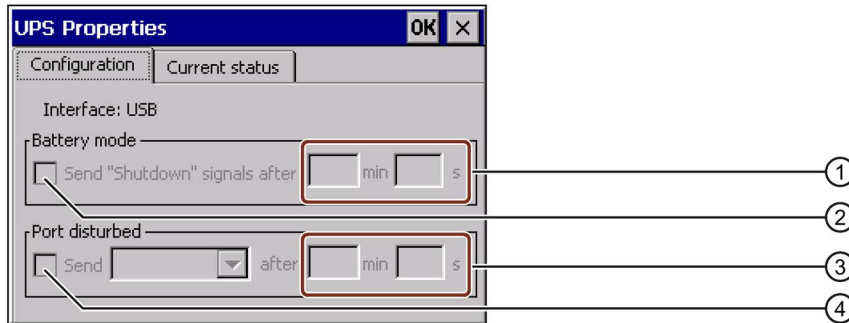 UPS Properties OK ×
Configuration Current status
Interface: USB
Battery mode
Send "Shutdown" signals after min s
1
2
Port disturbed
Send after min s
3
4